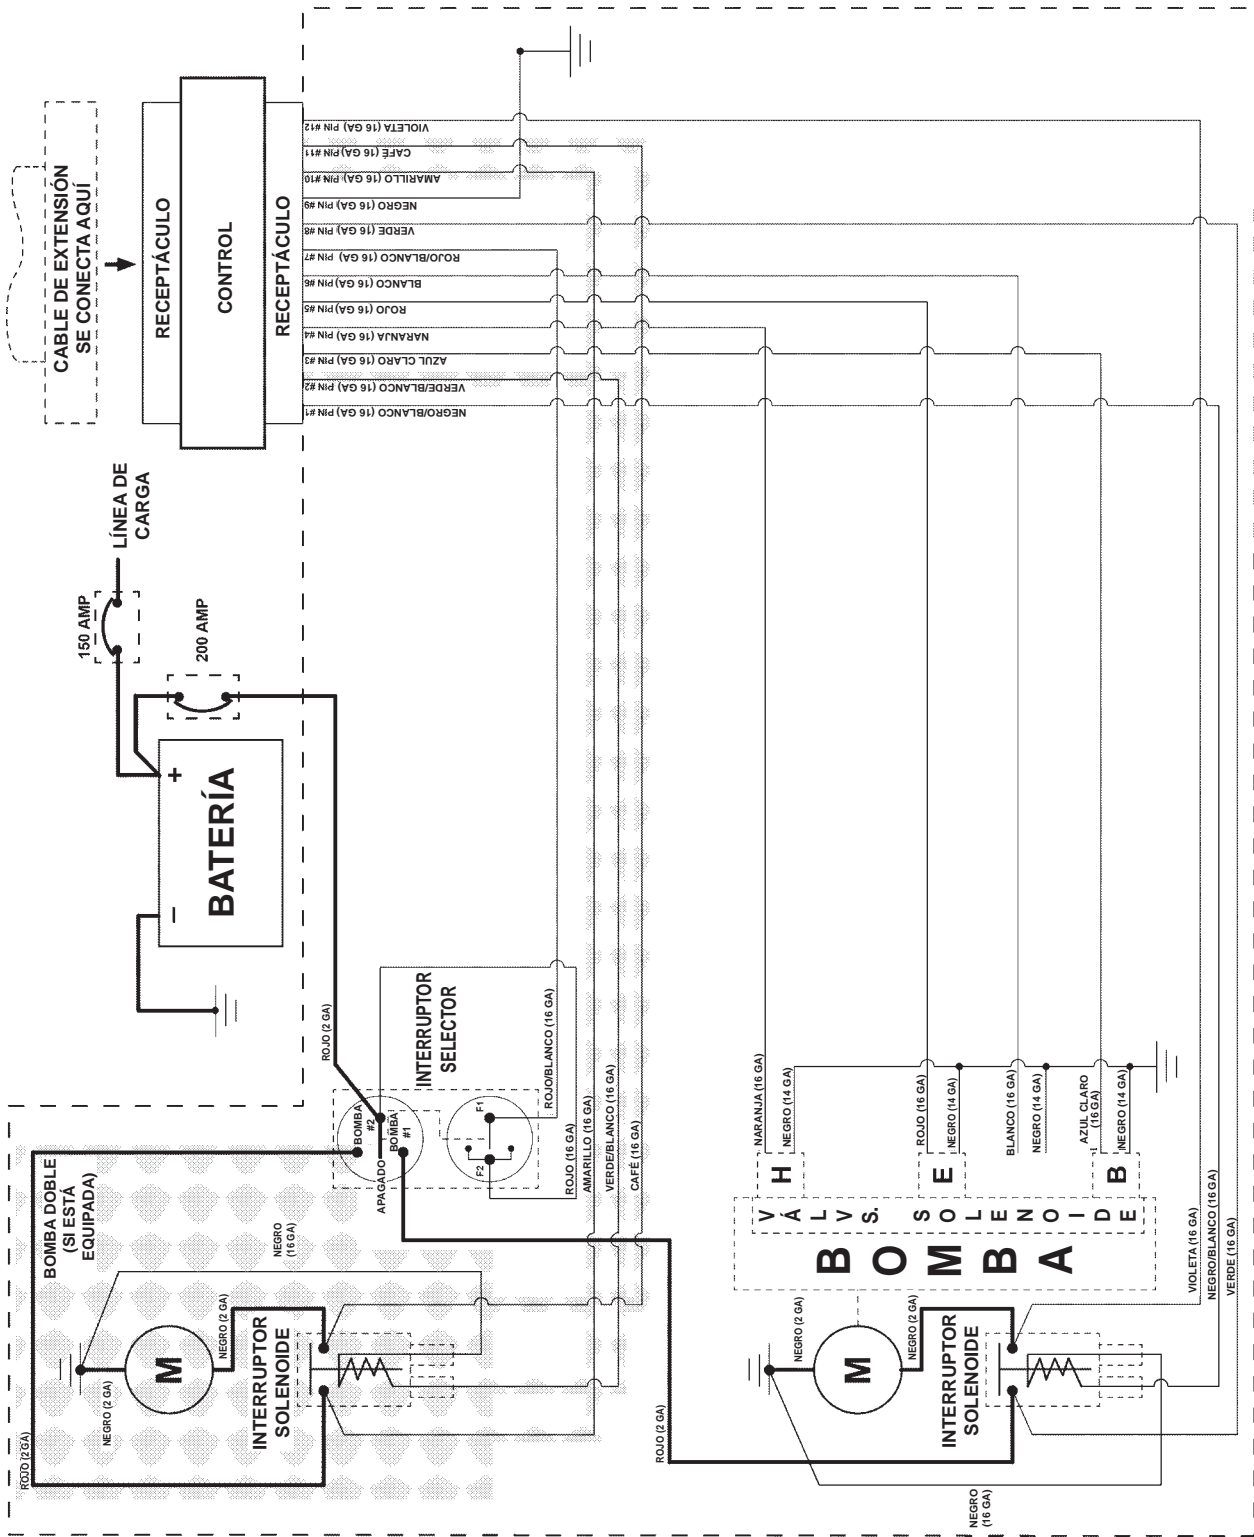 CABLE DE EXTENSIÓN
SE CONECTA AQUÍ
RECEPTÁCULO
CONTROL
RECEPTÁCULO
VIOLETA (16 GA) PIN #12
CAFÉ (16 GA) PIN #11
AMARILLO (16 GA) PIN #10
NEGRO (16 GA) PIN #9
VERDE (16 GA) PIN #8
ROJO/BLANCO (16 GA) PIN #7
BLANCO (16 GA) PIN #6
ROJO (16 GA) PIN #5
NARANJA (16 GA) PIN #4
AZUL CLARO (16 GA) PIN #3
VERDE/BLANCO (16 GA) PIN #2
NEGRO/BLANCO (16 GA) PIN #1
LÍNEA DE
CARGA
150 AMP
200 AMP
+
BATERÍA
–
ROJO (2 GA)
INTERRUPTOR
SELECTOR
BOMBA
#2
BOMBA
#1
APAGADO
F1
F2
ROJO/BLANCO (16 GA)
ROJO (16 GA)
AMARILLO (16 GA)
VERDE/BLANCO (16 GA)
CAFÉ (16 GA)
NARANJA (16 GA)
NEGRO (14 GA)
ROJO (16 GA)
NEGRO (14 GA)
BLANCO (16 GA)
NEGRO (14 GA)
AZUL CLARO
(16 GA)
NEGRO (14 GA)
H
E
B
VÁLVS. SOLENOIDE
BOMBA
VIOLETA (16 GA)
NEGRO/BLANCO (16 GA)
VERDE (16 GA)
BOMBA DOBLE
(SI ESTÁ
EQUIPADA)
NEGRO
(16 GA)
NEGRO (2 GA)
M
NEGRO (2 GA)
INTERRUPTOR
SOLENOIDE
ROJO (2 GA)
ROJO (2 GA)
NEGRO (2 GA)
M
NEGRO (2 GA)
INTERRUPTOR
SOLENOIDE
NEGRO
(16 GA)